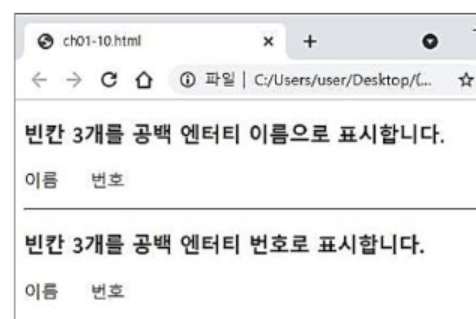 ch01-10.html
파일 | C:/Users/user/Desktop/(...
빈칸 3개를 공백 엔터티 이름으로 표시합니다.
이름 번호
빈칸 3개를 공백 엔터티 번호로 표시합니다.
이름 번호